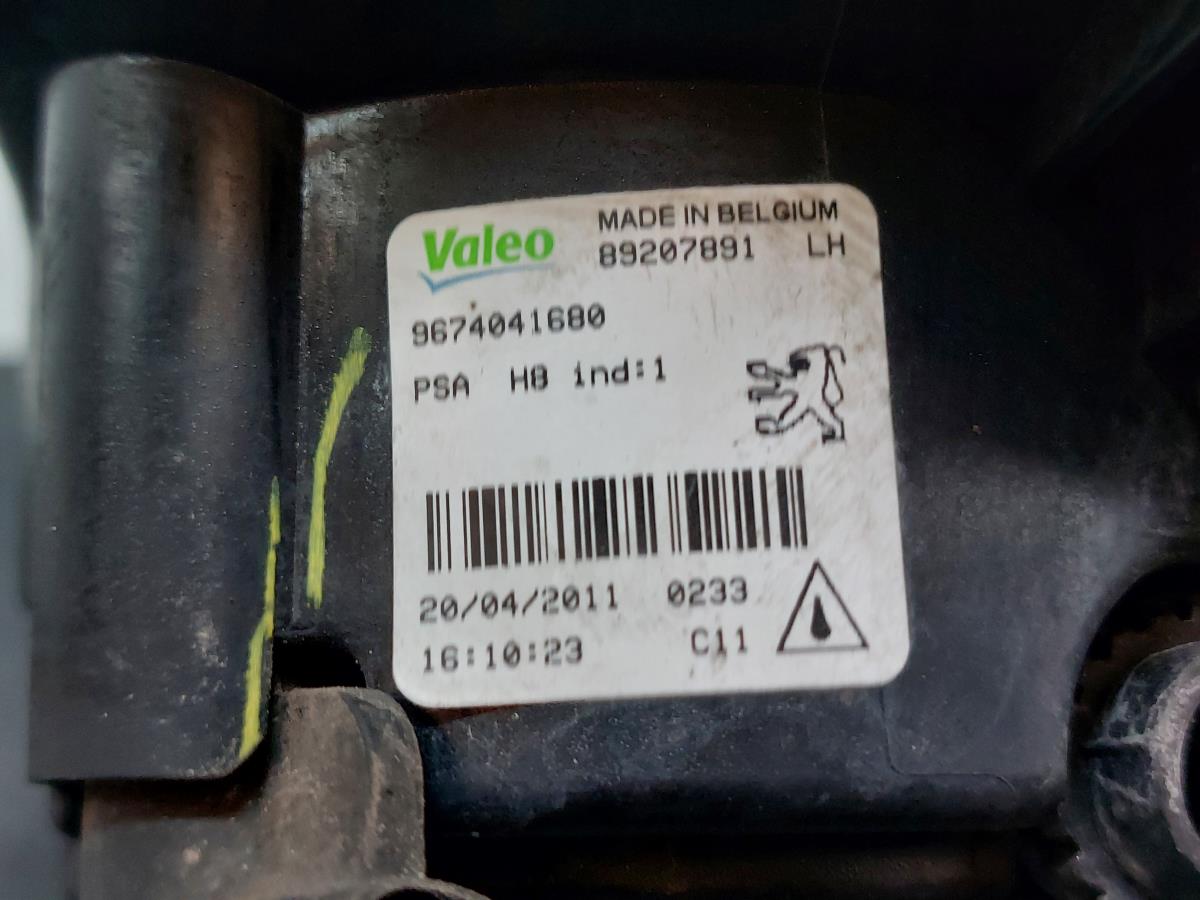 Valeo MADE IN BELGIUM
89207891 LH
9674041680
PSA H8 ind:1
20/04/2011 0233
16:10:23 C11